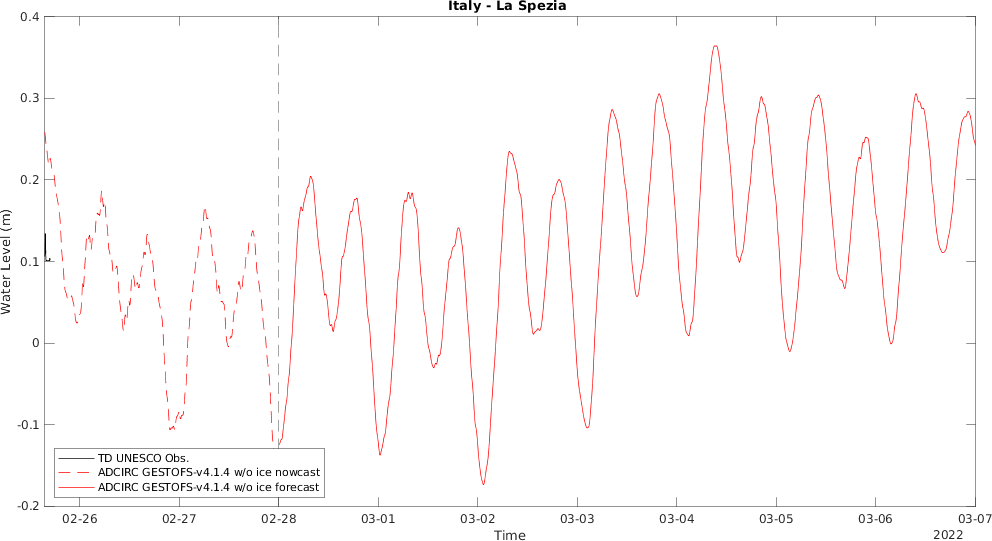 Italy - La Spezia
0.4
0.3
0.2
0.1
0
-0.1
-0.2
Water Level (m)
TD UNESCO Obs.
ADCIRC GESTOFS-v4.1.4 w/o ice nowcast
ADCIRC GESTOFS-v4.1.4 w/o ice forecast
02-26 02-27 02-28 03-01 03-02 03-03 03-04 03-05 03-06 03-07
Time
2022